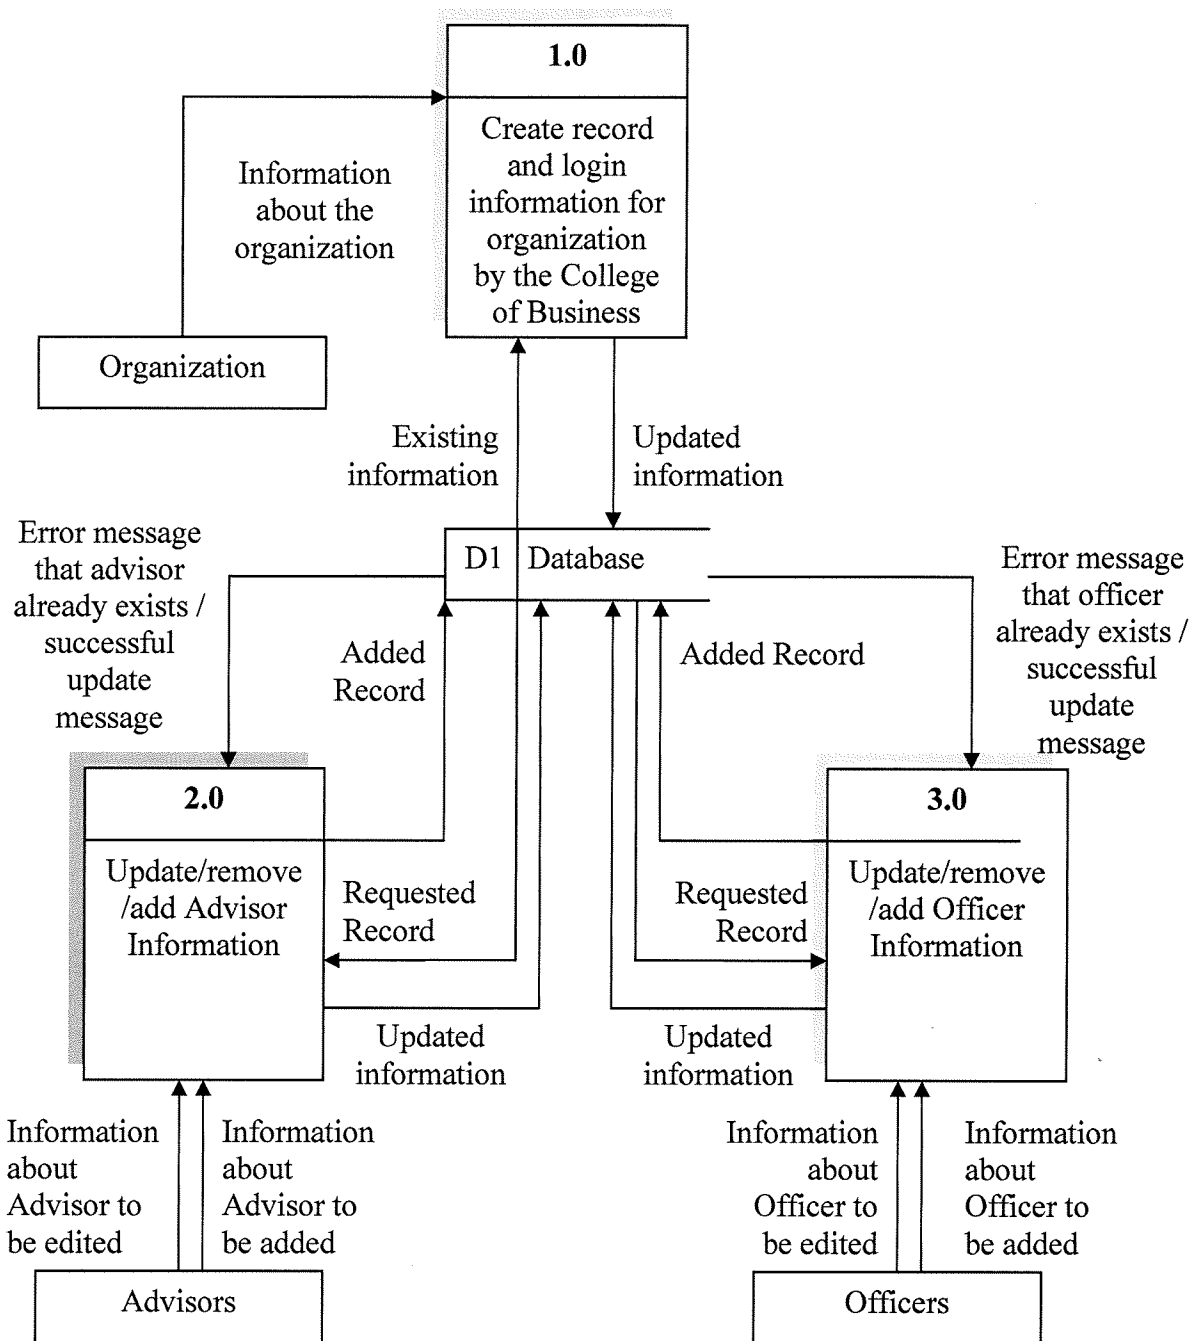 1.0
Create record
and login
information for
organization
by the College
of Business
Information
about the
organization
Organization
Existing
information
Updated
information
D1 Database
Error message
that advisor
already exists /
successful
update
message
Added
Record
Added Record
Error message
that officer
already exists /
successful
update
message
2.0
Update/remove
/add Advisor
Information
Requested
Record
Requested
Record
3.0
Update/remove
/add Officer
Information
Updated
information
Updated
information
Information
about
Advisor to
be edited
Information
about
Advisor to
be added
Information
about
Officer to
be edited
Information
about
Officer to
be added
Advisors
Officers